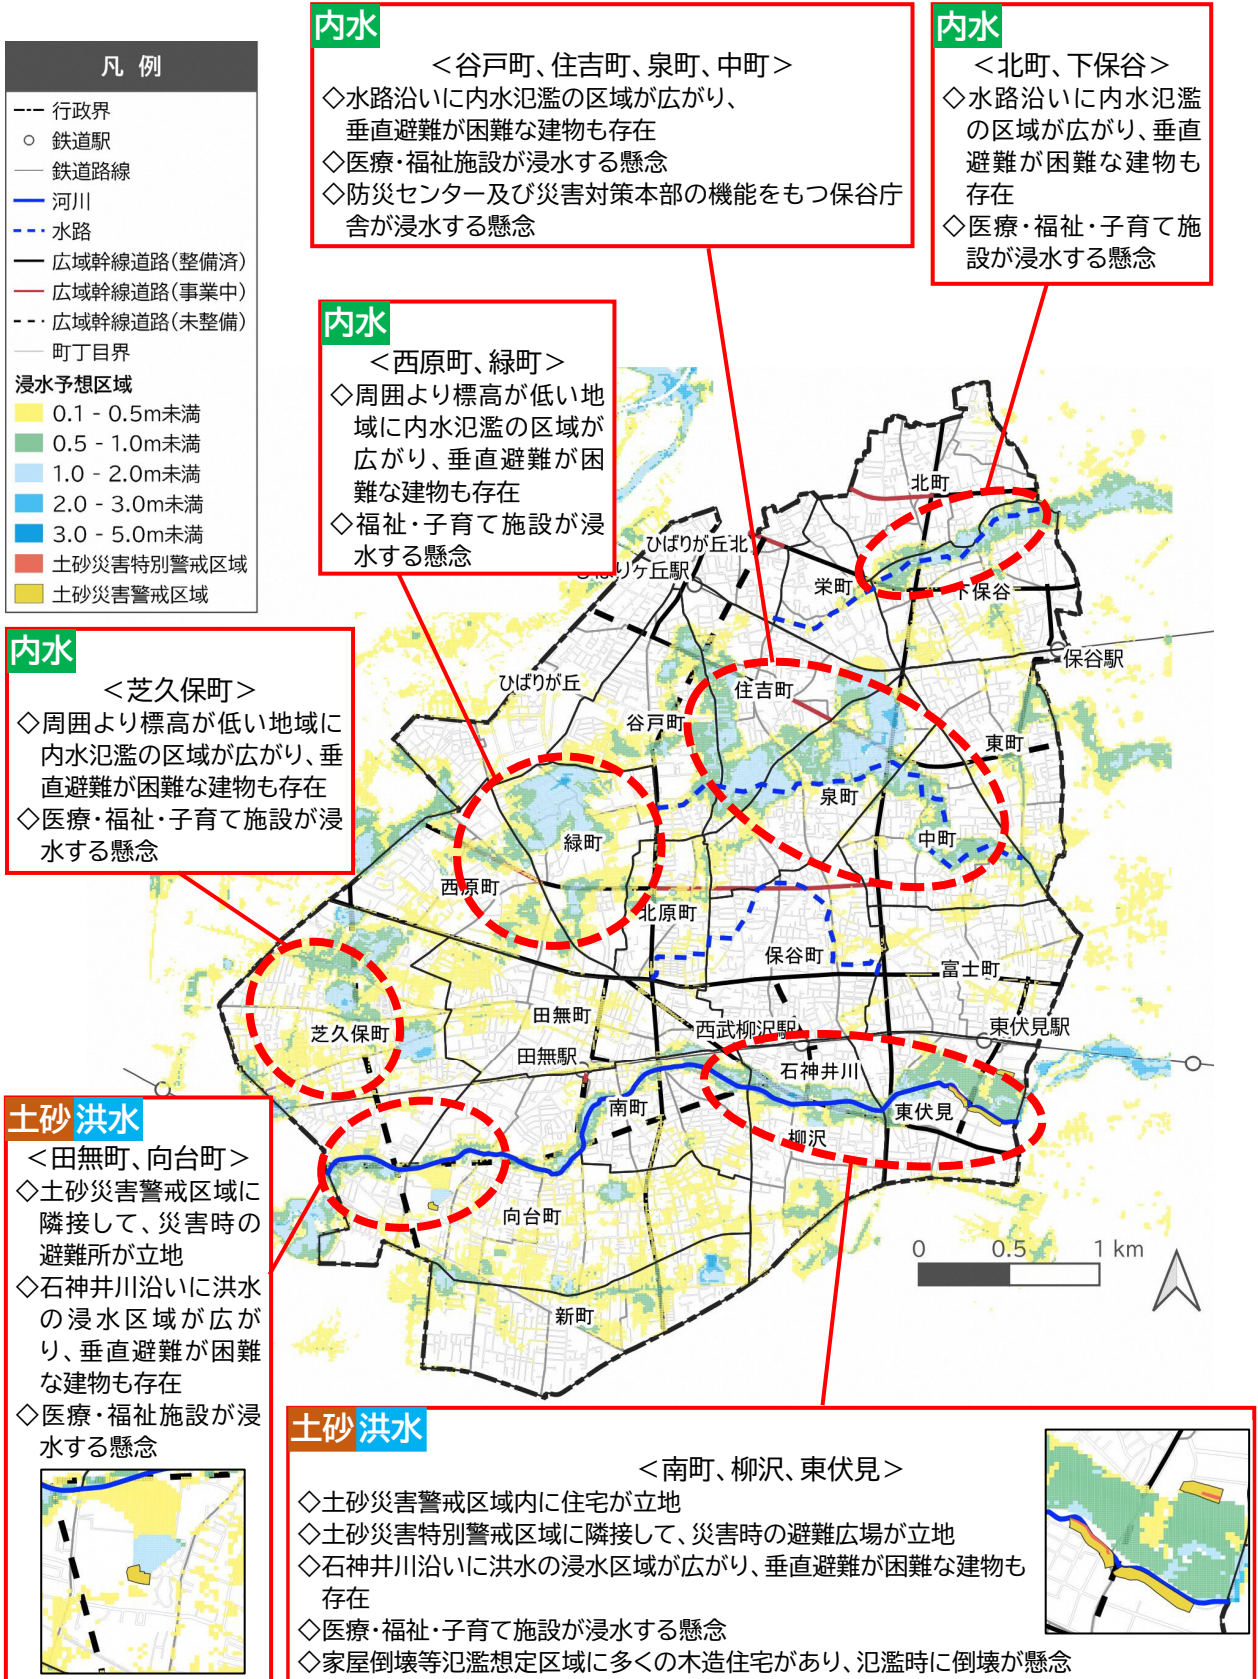 凡 例
行政界
鉄道駅
鉄道路線
河川
水路
広域幹線道路(整備済)
広域幹線道路(事業中)
広域幹線道路(未整備)
町丁目界
浸水予想区域
0.1 - 0.5m未満
0.5 - 1.0m未満
1.0 - 2.0m未満
2.0 - 3.0m未満
3.0 - 5.0m未満
土砂災害特別警戒区域
土砂災害警戒区域
内水
＜谷戸町、住吉町、泉町、中町＞
◇水路沿いに内水氾濫の区域が広がり、
垂直避難が困難な建物も存在
◇医療・福祉施設が浸水する懸念
◇防災センター及び災害対策本部の機能をもつ保谷庁
舎が浸水する懸念
内水
＜北町、下保谷＞
◇水路沿いに内水氾濫
の区域が広がり、垂直
避難が困難な建物も
存在
◇医療・福祉・子育て施
設が浸水する懸念
内水
＜西原町、緑町＞
◇周囲より標高が低い地
域に内水氾濫の区域が
広がり、垂直避難が困
難な建物も存在
◇福祉・子育て施設が浸
水する懸念
内水
＜芝久保町＞
◇周囲より標高が低い地域に
内水氾濫の区域が広がり、垂
直避難が困難な建物も存在
◇医療・福祉・子育て施設が浸
水する懸念
北町
ひばりが丘北
ひばりヶ丘駅
栄町
下保谷
保谷駅
ひばりが丘
住吉町
谷戸町
東町
泉町
緑町
中町
西原町
北原町
保谷町
富士町
田無町
芝久保町
西武柳沢駅
東伏見駅
田無駅
石神井川
南町
東伏見
柳沢
向台町
新町
0 0.5 1 km
土砂 洪水
＜田無町、向台町＞
◇土砂災害警戒区域に
隣接して、災害時の
避難所が立地
◇石神井川沿いに洪水
の浸水区域が広が
り、垂直避難が困難
な建物も存在
◇医療・福祉施設が浸
水する懸念
土砂 洪水
＜南町、柳沢、東伏見＞
◇土砂災害警戒区域内に住宅が立地
◇土砂災害特別警戒区域に隣接して、災害時の避難広場が立地
◇石神井川沿いに洪水の浸水区域が広がり、垂直避難が困難な建物も
存在
◇医療・福祉・子育て施設が浸水する懸念
◇家屋倒壊等氾濫想定区域に多くの木造住宅があり、氾濫時に倒壊が懸念